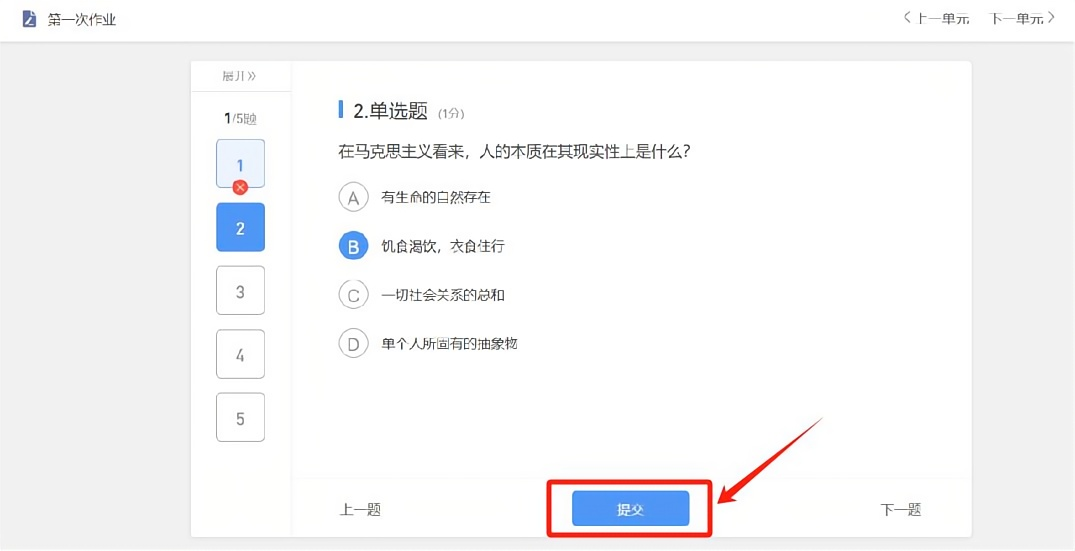 第一次作业
上一单元 下一单元
展开
1/5题
1
2
3
4
5
2.单选题 (1分)
在马克思主义看来，人的本质在其现实性上是什么？
A 有生命的自然存在
B 饥食渴饮，衣食住行
C 一切社会关系的总和
D 单个人所固有的抽象物
上一题 提交 下一题